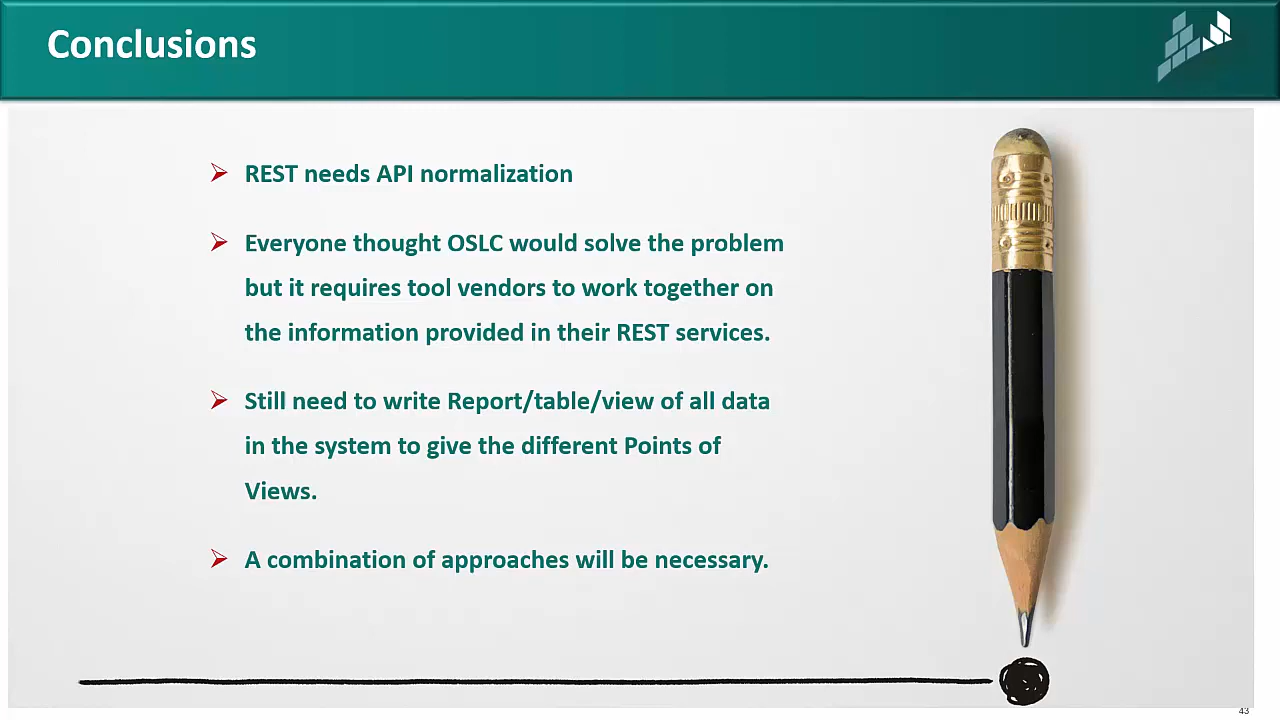 Conclusions
REST needs API normalization
Everyone thought OSLC would solve the problem
but it requires tool vendors to work together on
the information provided in their REST services.
Still need to write Report/table/view of all data
in the system to give the different Points of
Views.
A combination of approaches will be necessary.
43